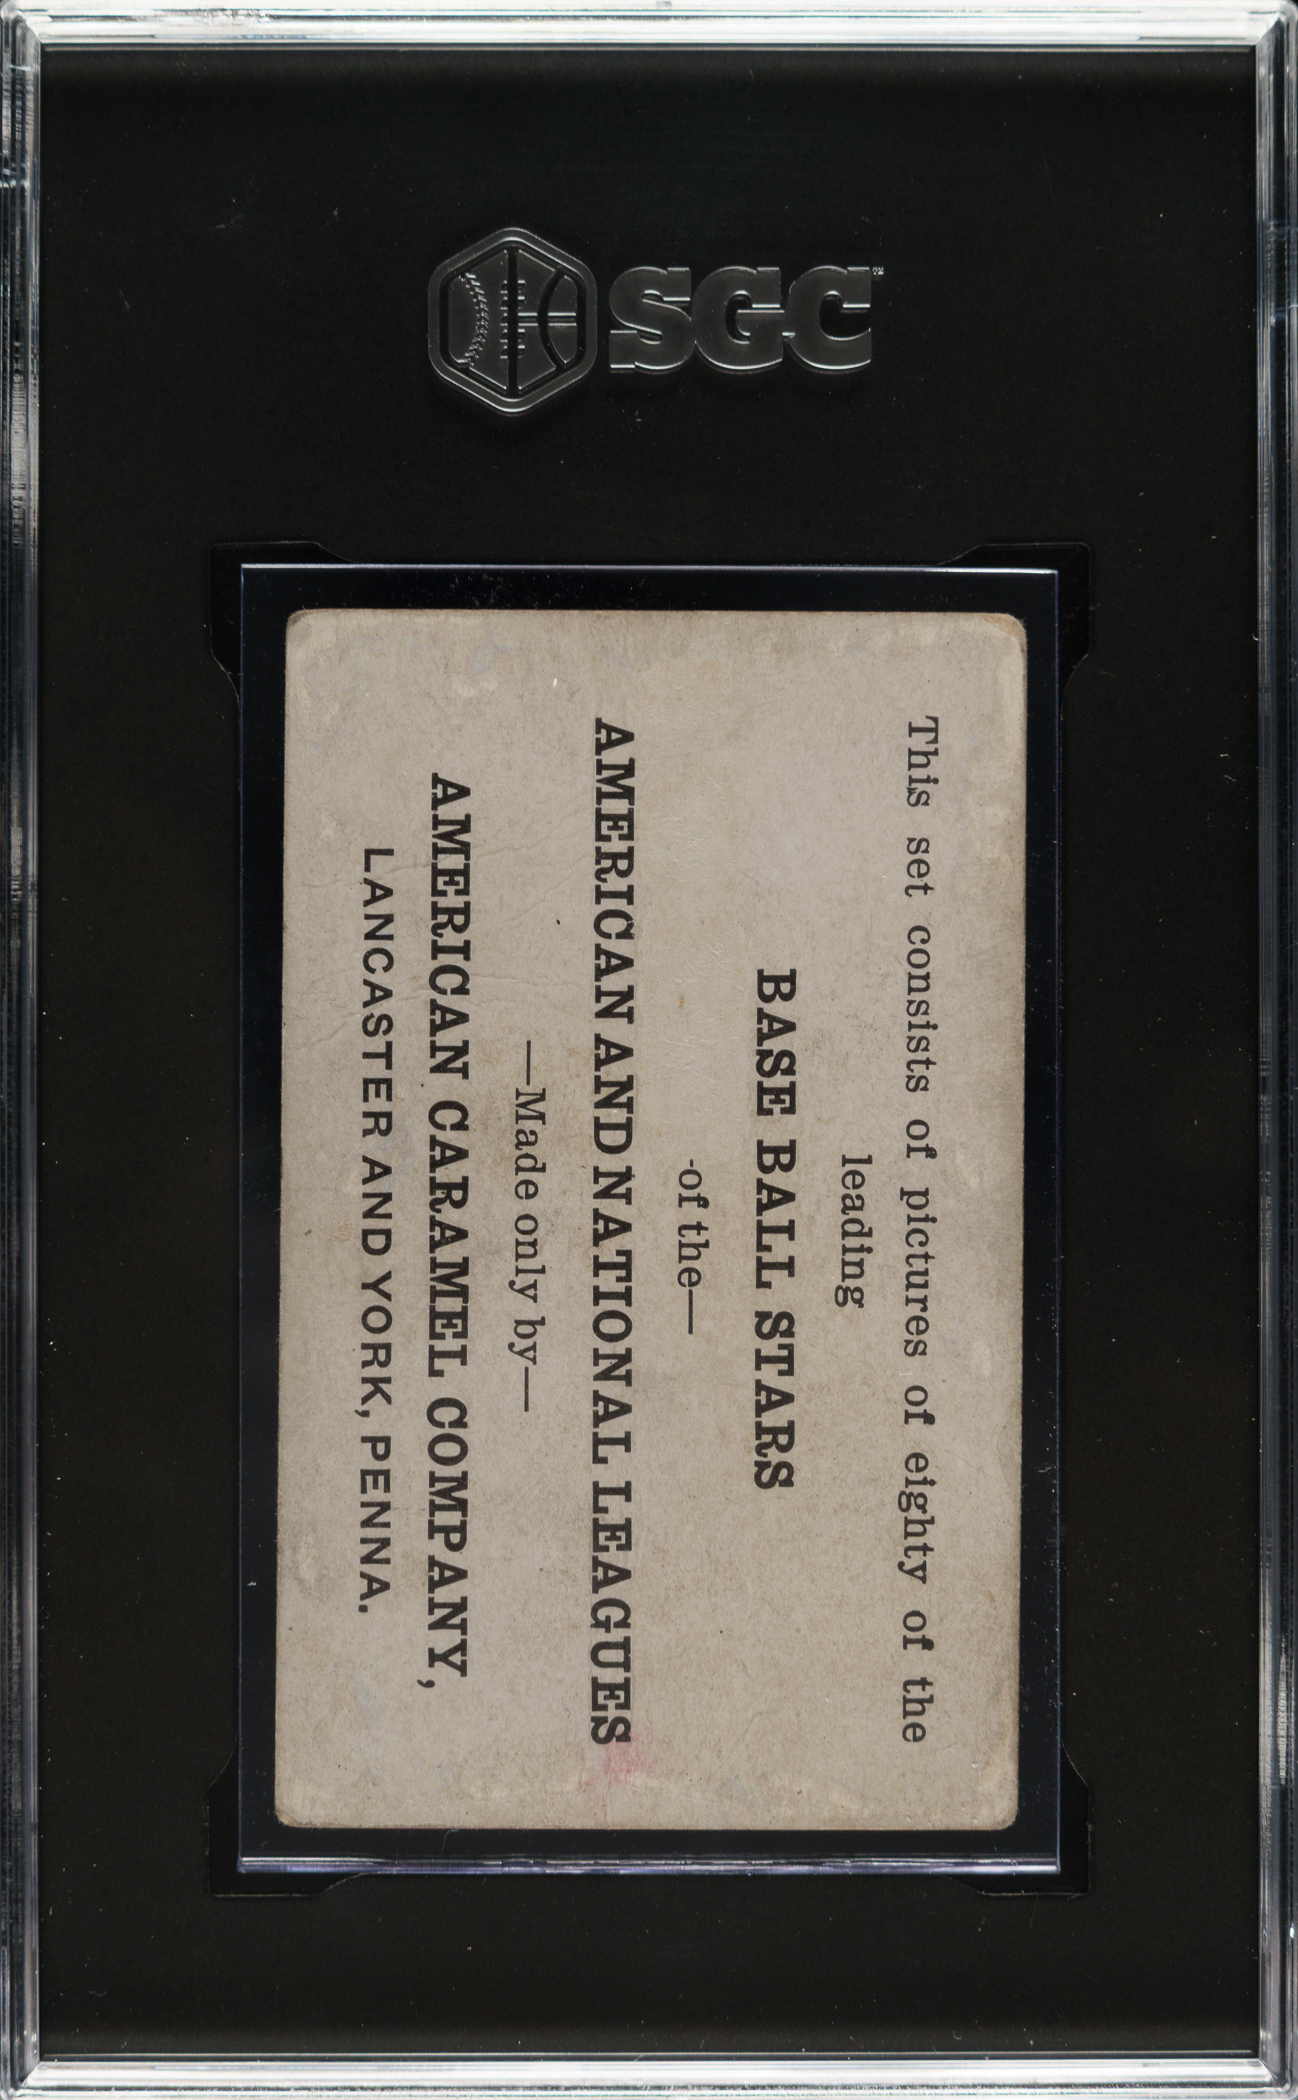 SGC™
This set consists of pictures of eighty of the
leading
BASE BALL STARS
-of the—
AMERICAN AND NATIONAL LEAGUES
—Made only by—
AMERICAN CARAMEL COMPANY,
LANCASTER AND YORK, PENNA.